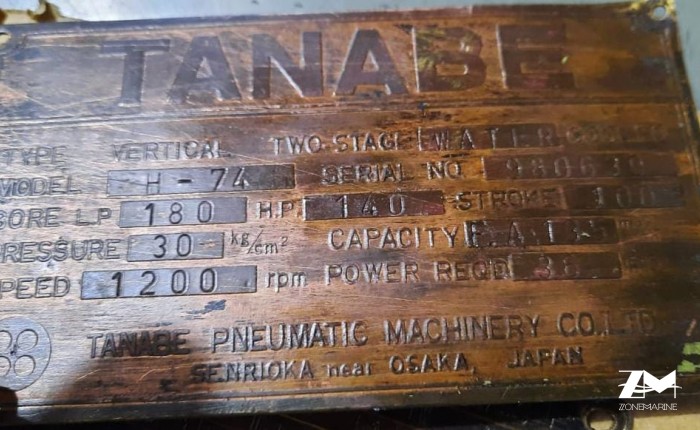 TANABE
TYPE VERTICAL TWO-STAGE WATER COOLED
MODEL H-74 SERIAL NO.
BORE L.P 180 H.P 140 STROKE 100
PRESSURE 30 kg/cm² CAPACITY
SPEED 1200 rpm POWER REQD
TANABE PNEUMATIC MACHINERY CO.LTD.
SENRIOKA near OSAKA, JAPAN
ZM
ZONEMARINE